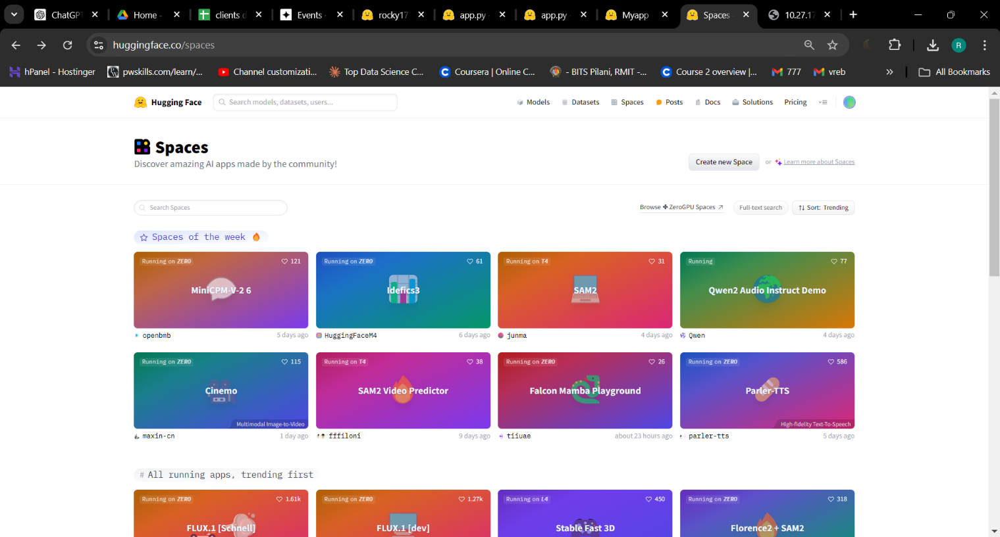 ChatGP
Home -
clients d
Events -
rocky17
app.py -
app.py -
Myapp
Spaces -
10.27.17
huggingface.co/spaces
R
hPanel - Hostinger
pwskills.com/learn/...
Channel customizati...
Top Data Science C...
Coursera | Online C...
- BITS Pilani, RMIT -...
Course 2 overview |...
777
vreb
All Bookmarks
Hugging Face
Search models, datasets, users...
Models
Datasets
Spaces
Posts
Docs
Solutions
Pricing
Spaces
Discover amazing AI apps made by the community!
Create new Space
or
Learn more about Spaces
Search Spaces
Browse ZeroGPU Spaces
Full-text search
Sort: Trending
Spaces of the week
Running on ZERO 121
MiniCPM-V-2 6
openbmb 5 days ago
Running on ZERO 61
Idefics3
HuggingFaceM4 6 days ago
Running on T4 31
SAM2
junma 4 days ago
Running 77
Qwen2 Audio Instruct Demo
Qwen 4 days ago
Running on ZERO 115
Cinemo
Multimodal Image-to-Video
maxin-cn 1 day ago
Running on T4 38
SAM2 Video Predictor
fffiloni 9 days ago
Running on ZERO 26
Falcon Mamba Playground
tiiuae about 23 hours ago
Running on ZERO 586
Parler-TTS
High-fidelity Text-To-Speech
parler-tts 5 days ago
# All running apps, trending first
Running on ZERO 1.61k
FLUX.1 [Schnell]
Running on ZERO 1.27k
FLUX.1 [dev]
Running on L4 450
Stable Fast 3D
Running on ZERO 318
Florence2 + SAM2